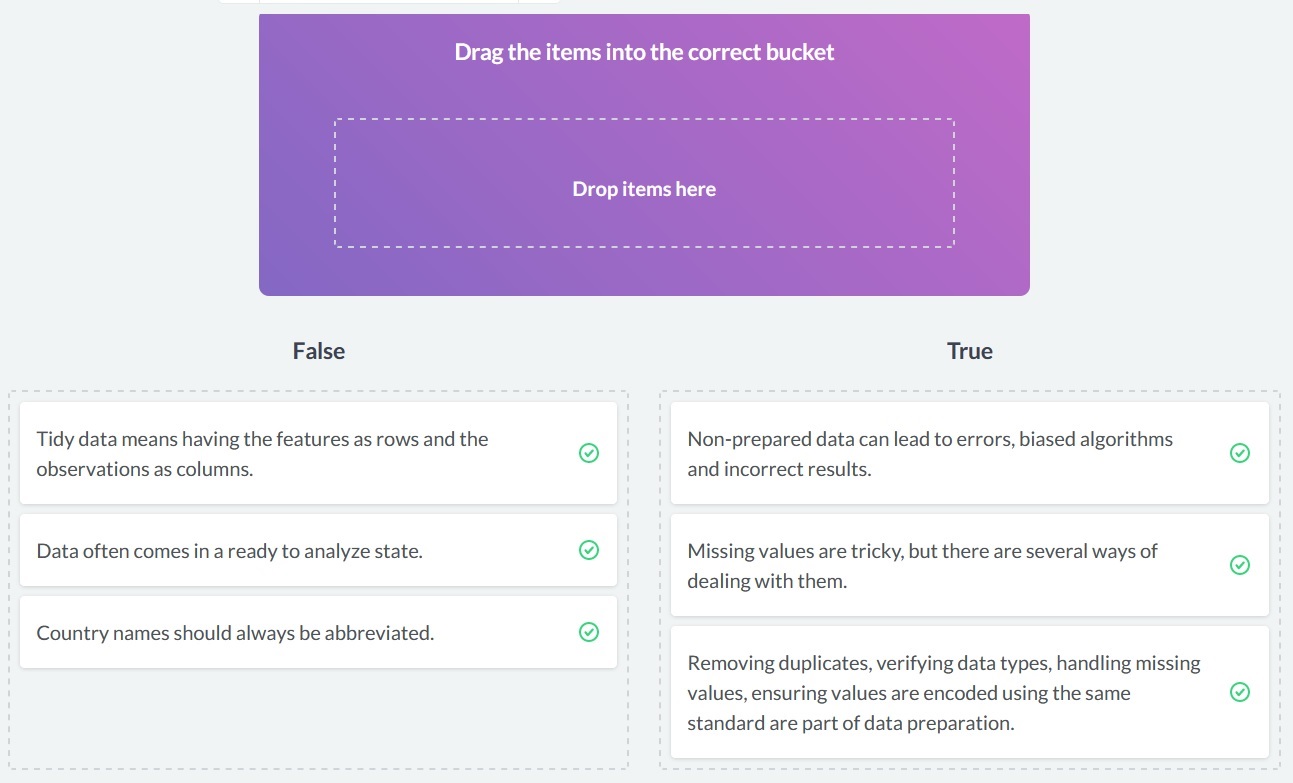 Drag the items into the correct bucket
Drop items here
False
Tidy data means having the features as rows and the
observations as columns.
Data often comes in a ready to analyze state.
Country names should always be abbreviated.
True
Non-prepared data can lead to errors, biased algorithms
and incorrect results.
Missing values are tricky, but there are several ways of
dealing with them.
Removing duplicates, verifying data types, handling missing
values, ensuring values are encoded using the same
standard are part of data preparation.